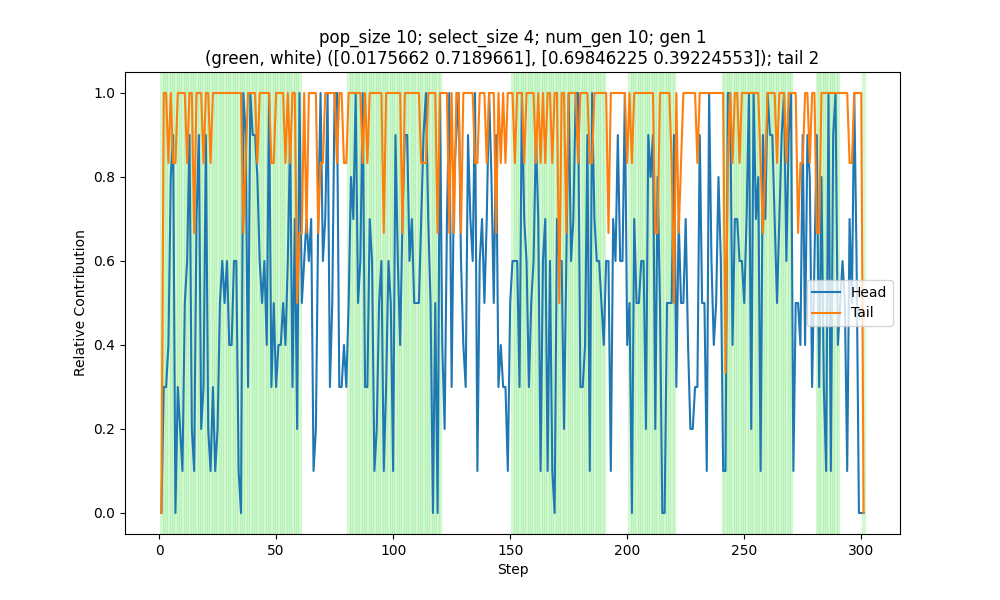 pop_size 10; select_size 4; num_gen 10; gen 1
(green, white) ([0.0175662 0.7189661], [0.69846225 0.39224553]); tail 2
1.0
0.8
0.6
0.4
0.2
0.0
Relative Contribution
Head
Tail
0 50 100 150 200 250 300
Step